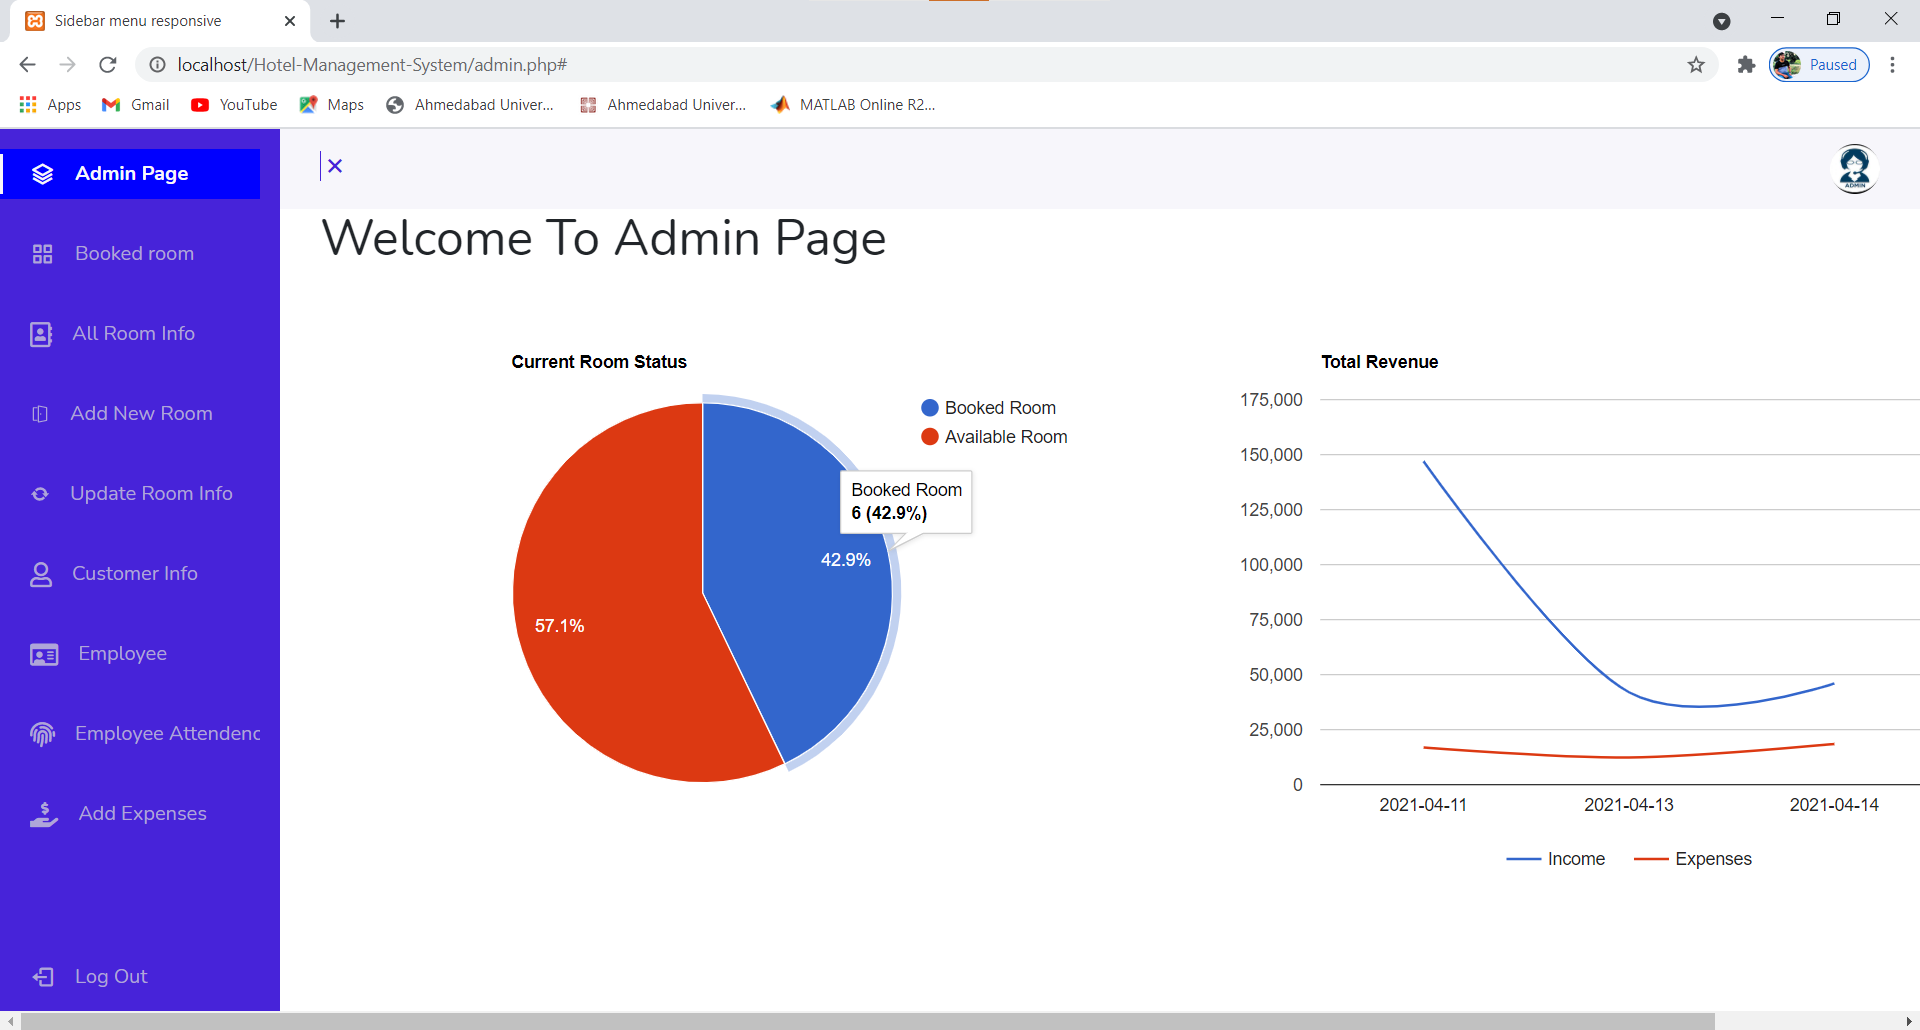 Sidebar menu responsive
localhost/Hotel-Management-System/admin.php#
Paused
Apps
Gmail
YouTube
Maps
Ahmedabad Univer...
Ahmedabad Univer...
MATLAB Online R2...
Admin Page
Booked room
All Room Info
Add New Room
Update Room Info
Customer Info
Employee
Employee Attendenc
Add Expenses
Log Out
ADMIN
Welcome To Admin Page
Current Room Status
Booked Room
Available Room
Booked Room
6 (42.9%)
42.9%
57.1%
Total Revenue
175,000
150,000
125,000
100,000
75,000
50,000
25,000
0
2021-04-11
2021-04-13
2021-04-14
Income
Expenses